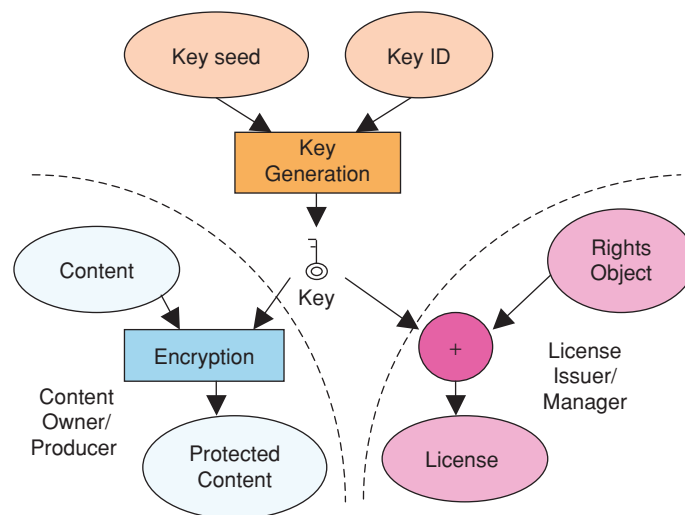 Key seed
Key ID
Key
Generation
Key
Content
Rights
Object
Encryption
+
License
Issuer/
Manager
Content
Owner/
Producer
Protected
Content
License